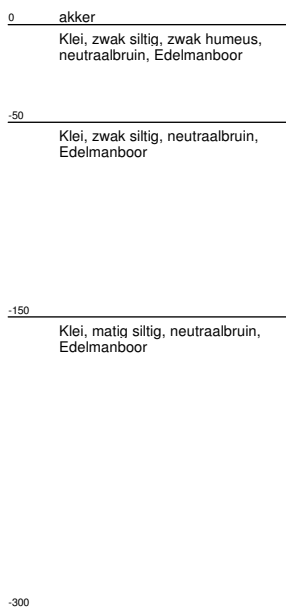 0 akker
Klei, zwak siltig, zwak humeus,
neutraalbruin, Edelmanboor
-50
Klei, zwak siltig, neutraalbruin,
Edelmanboor
-150
Klei, matig siltig, neutraalbruin,
Edelmanboor
-300